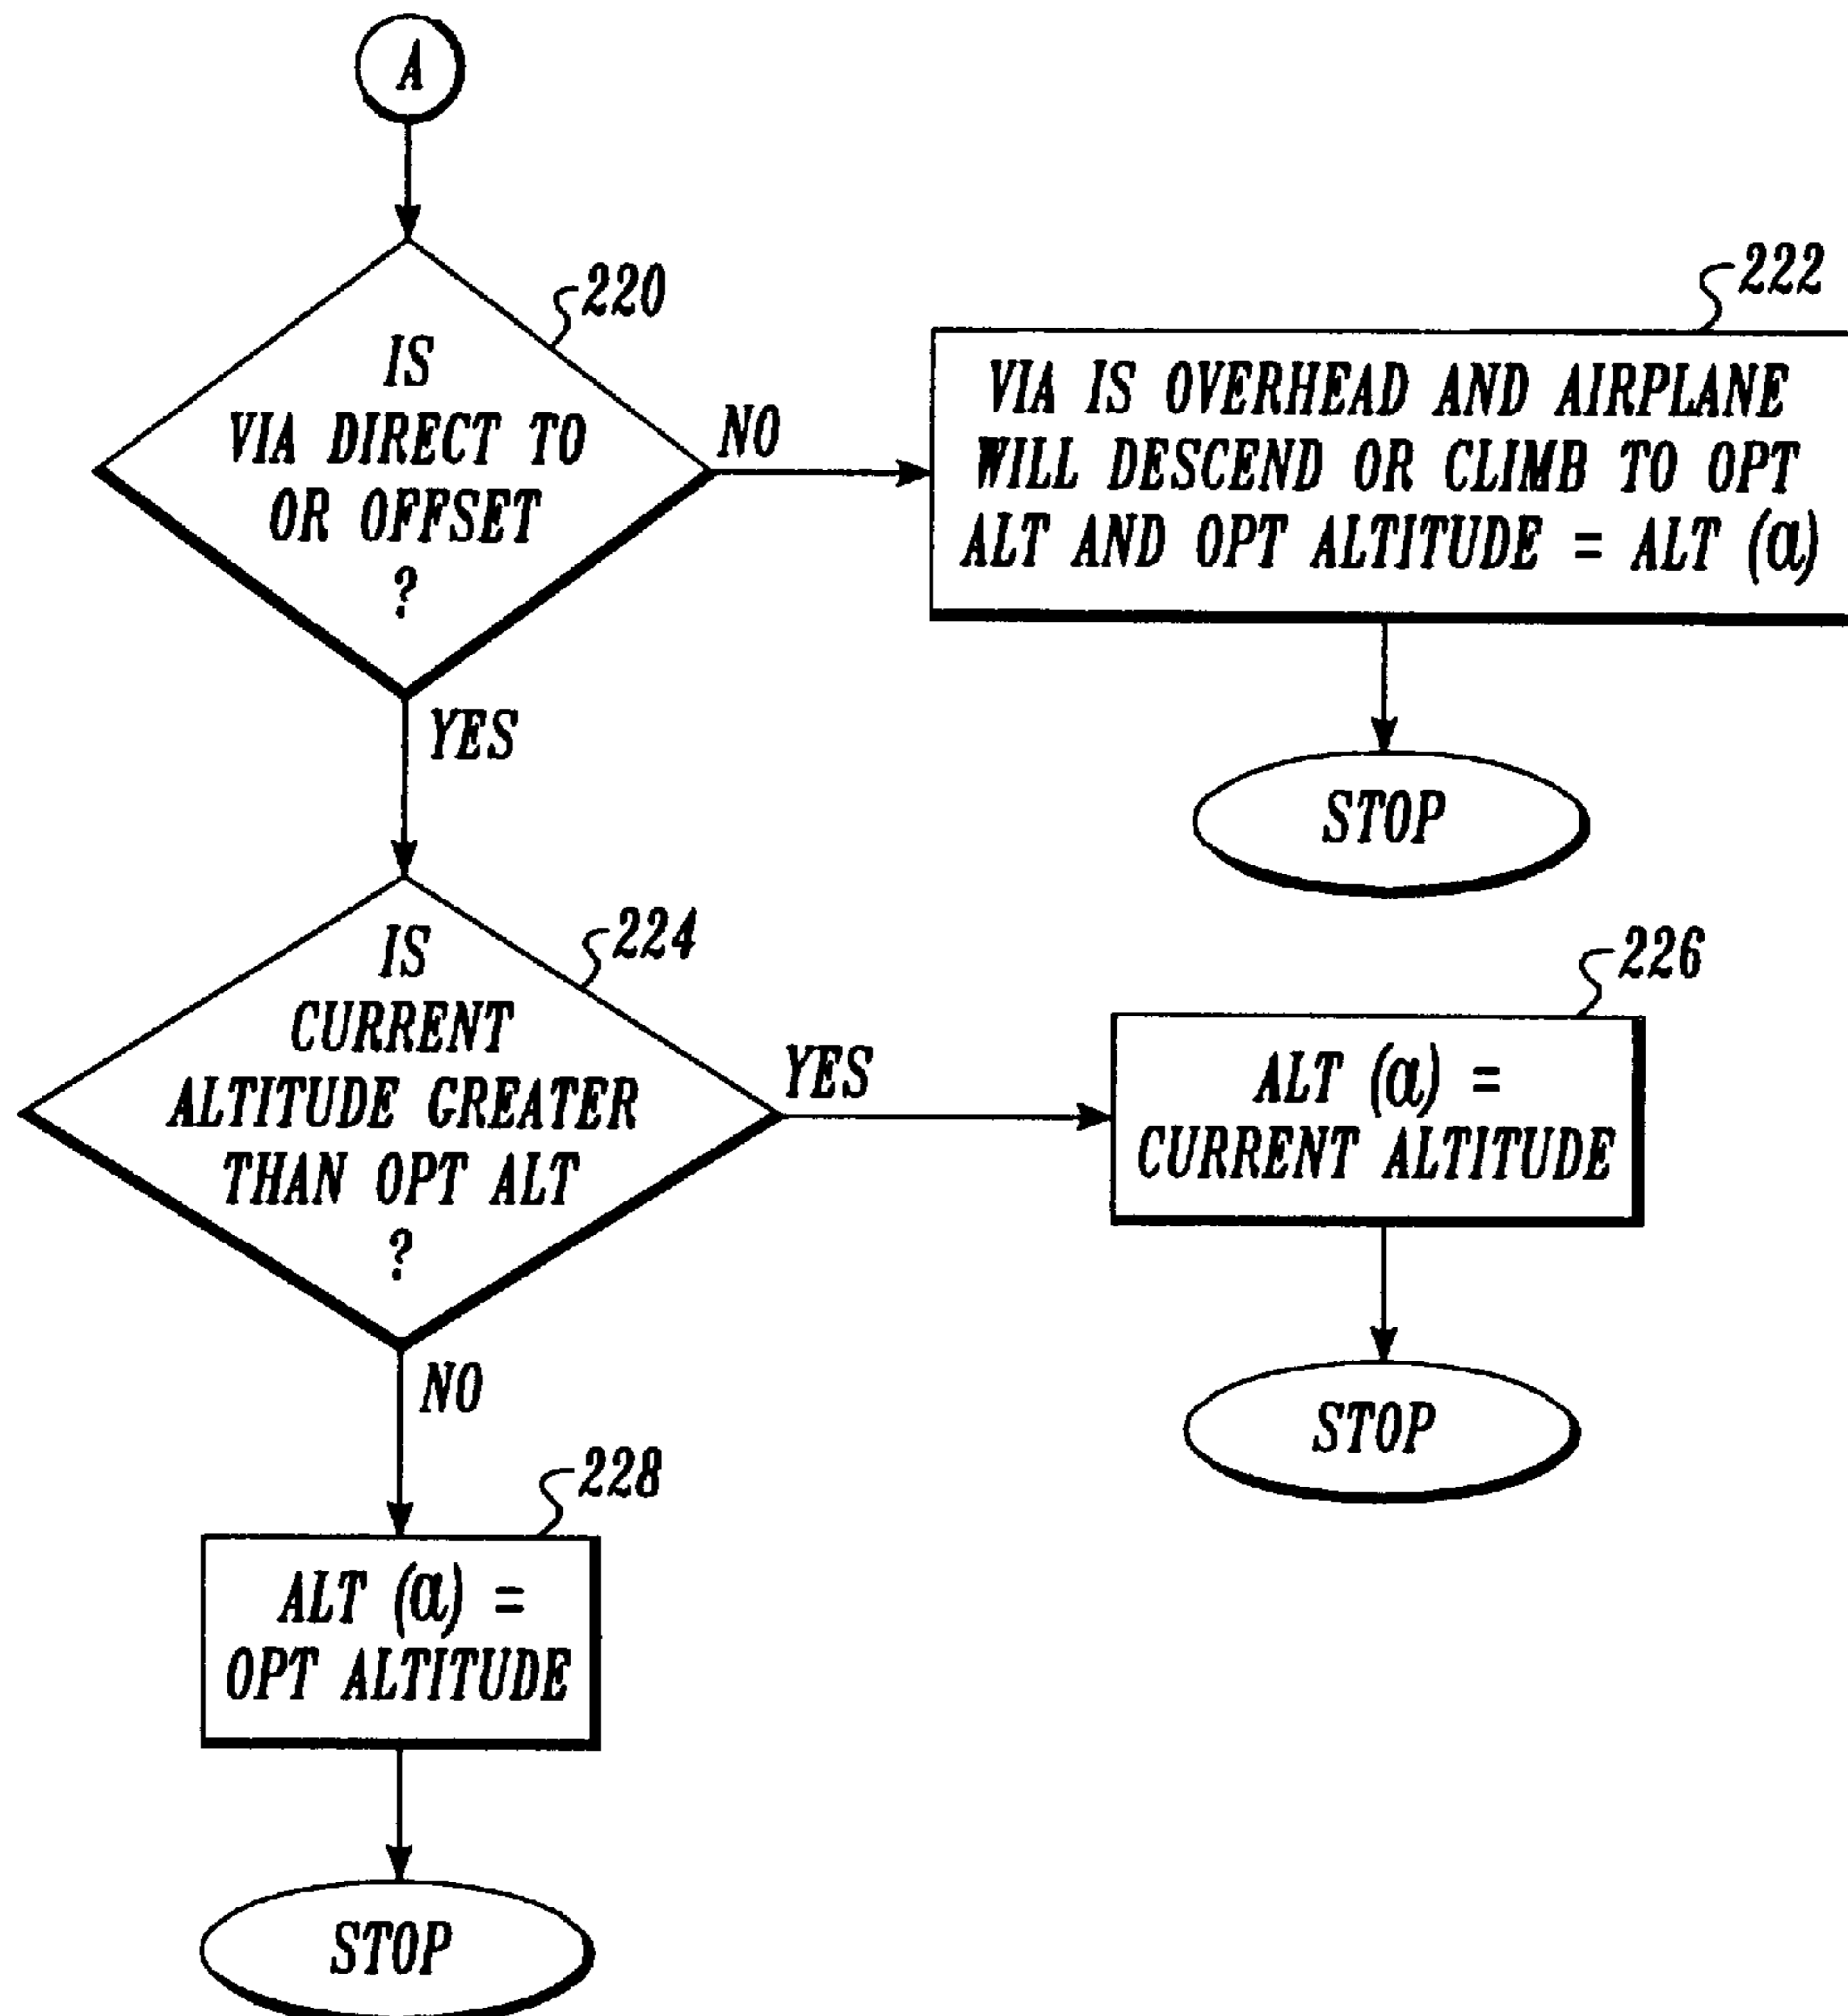 A
220
IS
VIA DIRECT TO
OR OFFSET
?
NO
YES
222
VIA IS OVERHEAD AND AIRPLANE
WILL DESCEND OR CLIMB TO OPT
ALT AND OPT ALTITUDE = ALT (α)
STOP
224
IS
CURRENT
ALTITUDE GREATER
THAN OPT ALT
?
YES
NO
226
ALT (α) =
CURRENT ALTITUDE
STOP
228
ALT (α) =
OPT ALTITUDE
STOP